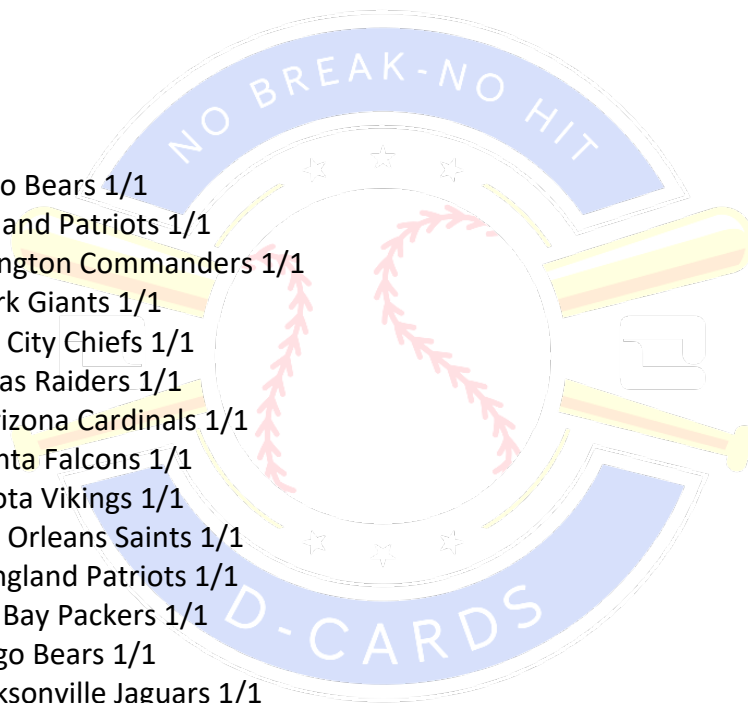 NO BREAK-NO HIT
o Bears 1/1
and Patriots 1/1
ington Commanders 1/1
rk Giants 1/1
City Chiefs 1/1
as Raiders 1/1
rizona Cardinals 1/1
nta Falcons 1/1
ota Vikings 1/1
Orleans Saints 1/1
ngland Patriots 1/1
Bay Packers 1/1
go Bears 1/1
cksonville Jaguars 1/1
D-CARDS